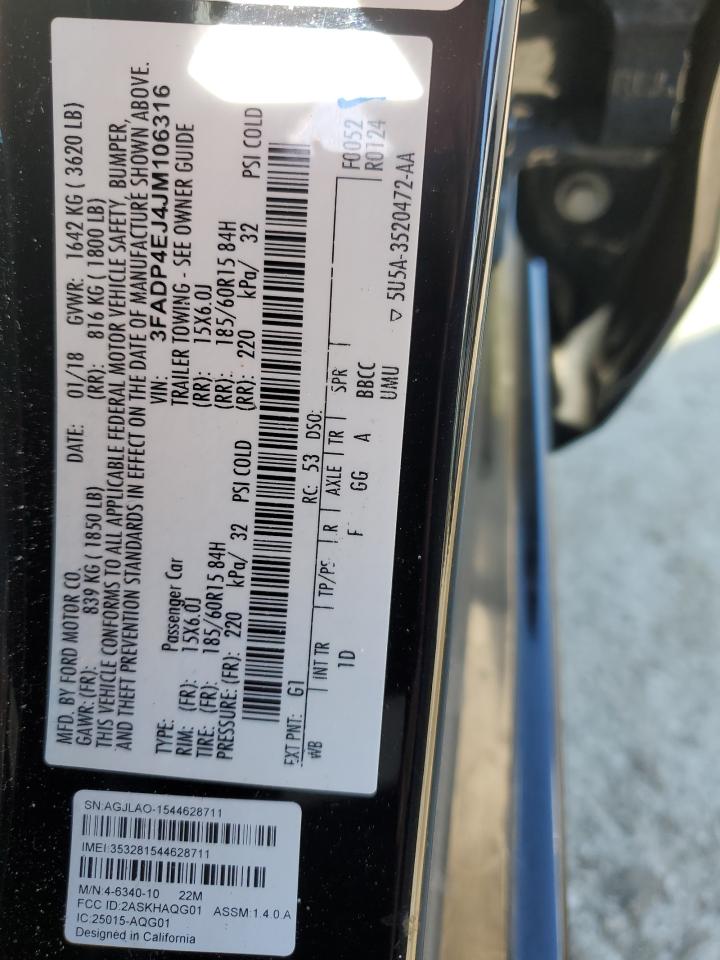 MFD. BY FORD MOTOR CO. DATE: 01/18 GVWR: 1642 KG ( 3620 LB)
GAWR: (FR): 839 KG ( 1850 LB) (RR): 816 KG ( 1800 LB)
THIS VEHICLE CONFORMS TO ALL APPLICABLE FEDERAL MOTOR VEHICLE SAFETY, BUMPER,
AND THEFT PREVENTION STANDARDS IN EFFECT ON THE DATE OF MANUFACTURE SHOWN ABOVE.
VIN: 3FADP4EJ4JM106316
TYPE: Passenger Car TRAILER TOWING - SEE OWNER GUIDE
RIM: (FR): 15X6.0J (RR): 15X6.0J
TIRE: (FR): 185/60R15 84H (RR): 185/60R15 84H
PRESSURE: (FR): 220 kPa/ 32 PSI COLD (RR): 220 kPa/ 32 PSI COLD
EXT PNT: G1 RC: 53 DSO: F0052
WB INT TR TP/PS R AXLE TR SPR R0124
1D F GG A BBCC
UMU
▽ 5U5A-3520472-AA
SN:AGJLAO-1544628711
IMEI:353281544628711
M/N:4-6340-10 22M
FCC ID:2ASKHAQG01 ASSM:1.4.0.A
IC:25015-AQG01
Designed in California